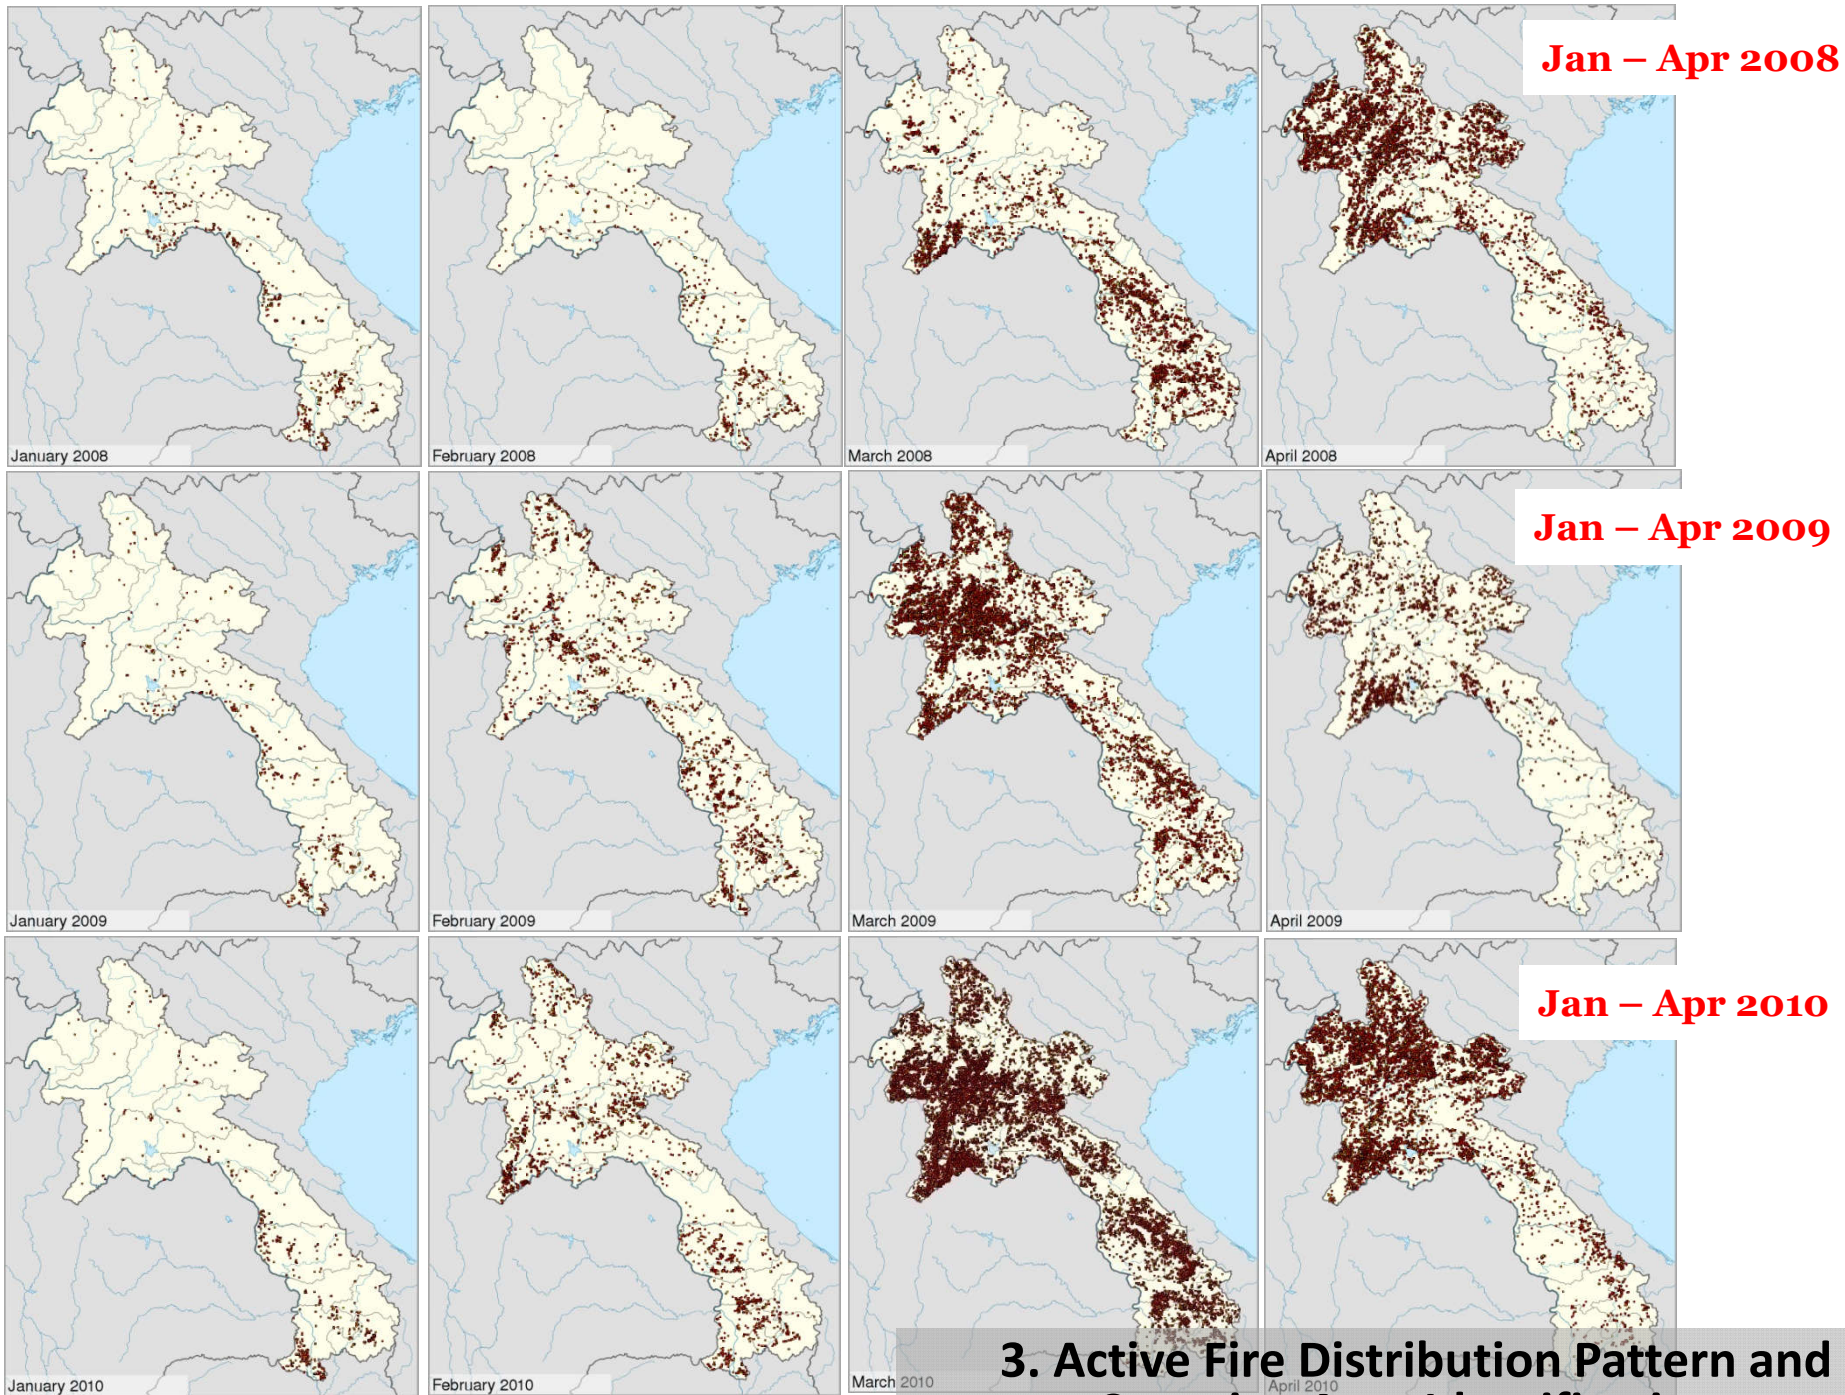 Jan – Apr 2008
January 2008
February 2008
March 2008
April 2008
Jan – Apr 2009
January 2009
February 2009
March 2009
April 2009
Jan – Apr 2010
January 2010
February 2010
March 2010
April 2010
3. Active Fire Distribution Pattern and